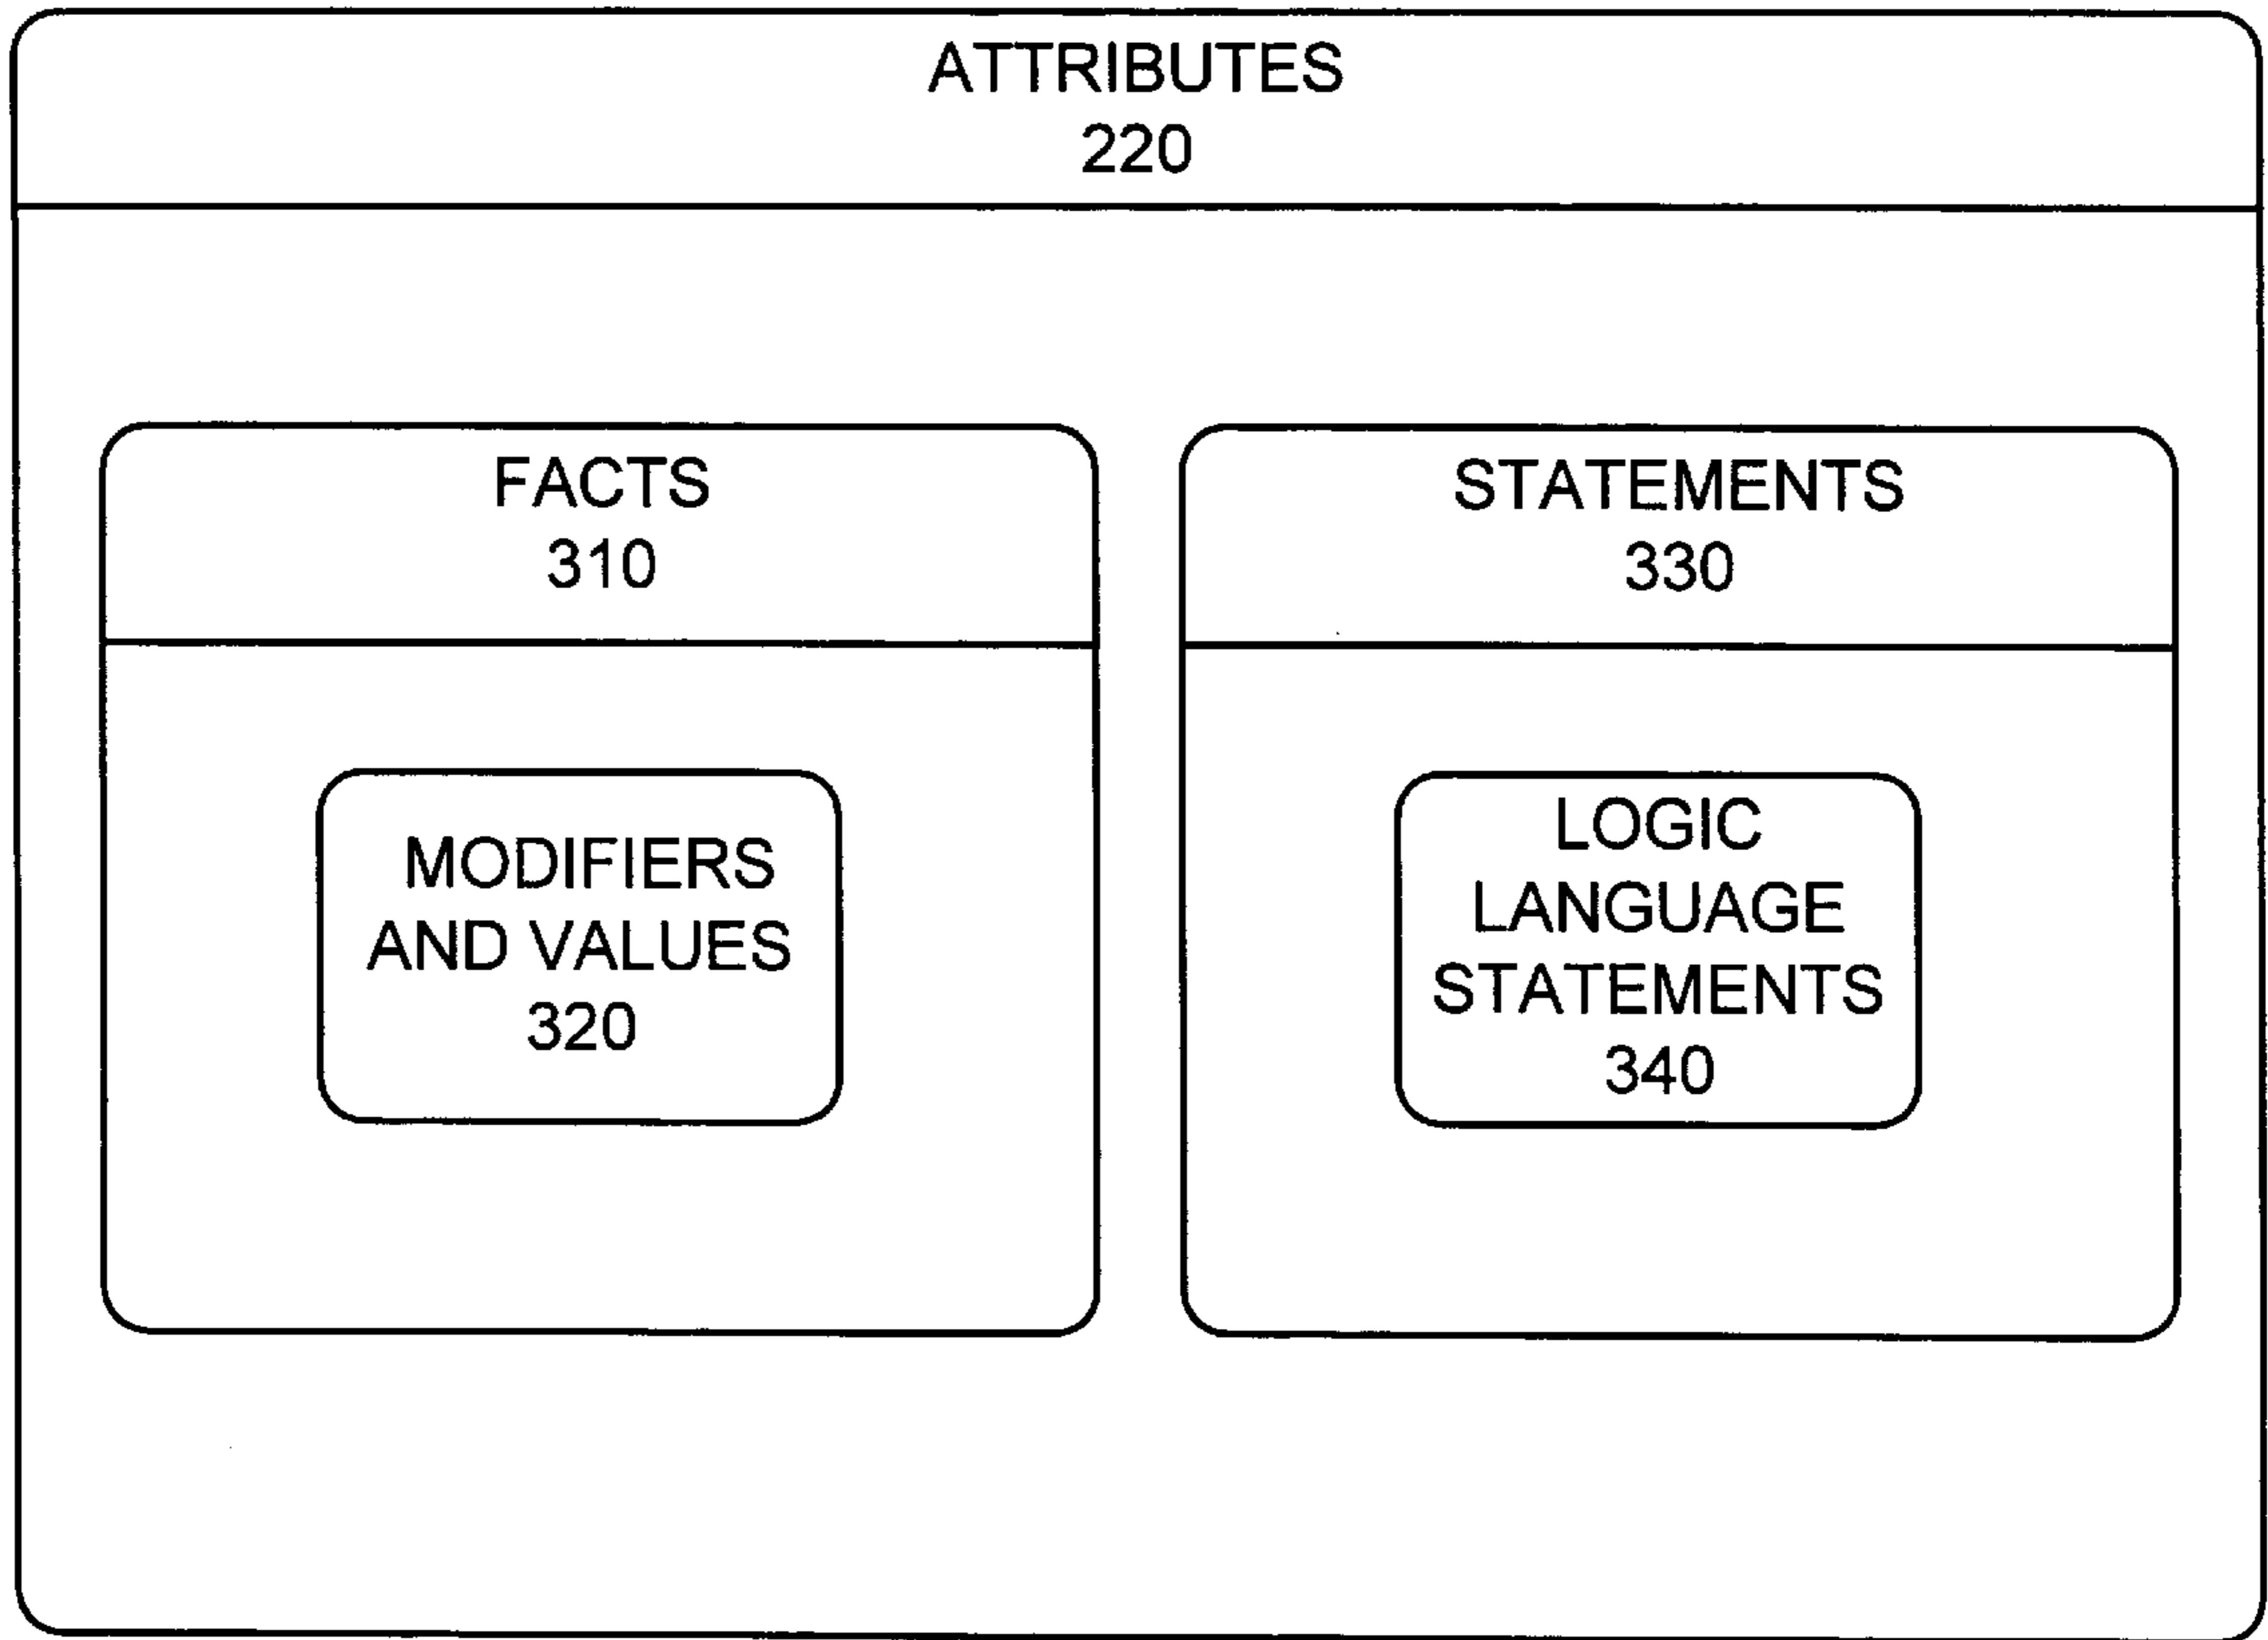 ATTRIBUTES
220
FACTS
310
MODIFIERS
AND VALUES
320
STATEMENTS
330
LOGIC
LANGUAGE
STATEMENTS
340